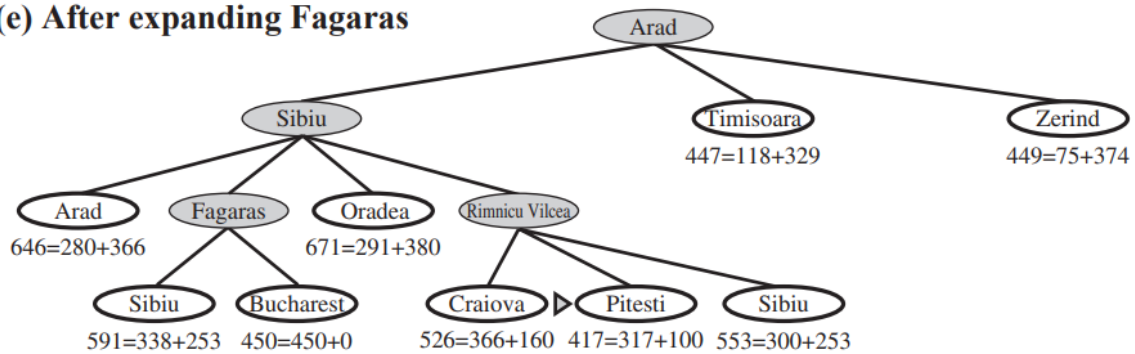 (e) After expanding Fagaras
Arad
Sibiu
Timisoara
Zerind
447=118+329
449=75+374
Arad
Fagaras
Oradea
Rimnicu Vilcea
646=280+366
671=291+380
Sibiu
Bucharest
Craiova
Pitesti
Sibiu
591=338+253
450=450+0
526=366+160
417=317+100
553=300+253